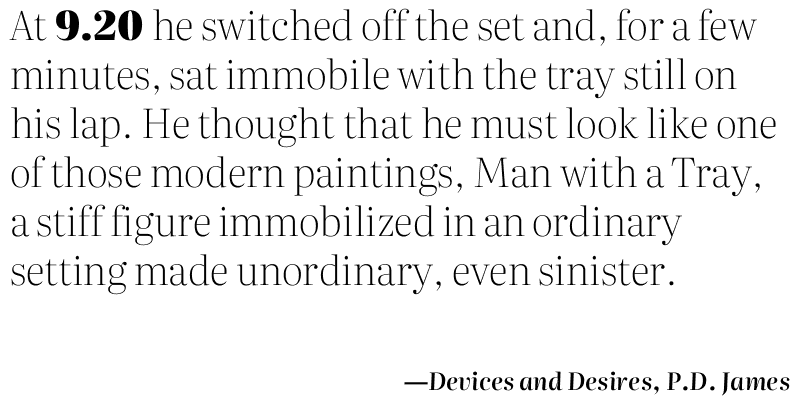 At 9.20 he switched off the set and, for a few
minutes, sat immobile with the tray still on
his lap. He thought that he must look like one
of those modern paintings, Man with a Tray,
a stiff figure immobilized in an ordinary
setting made unordinary, even sinister.
—Devices and Desires, P.D. James